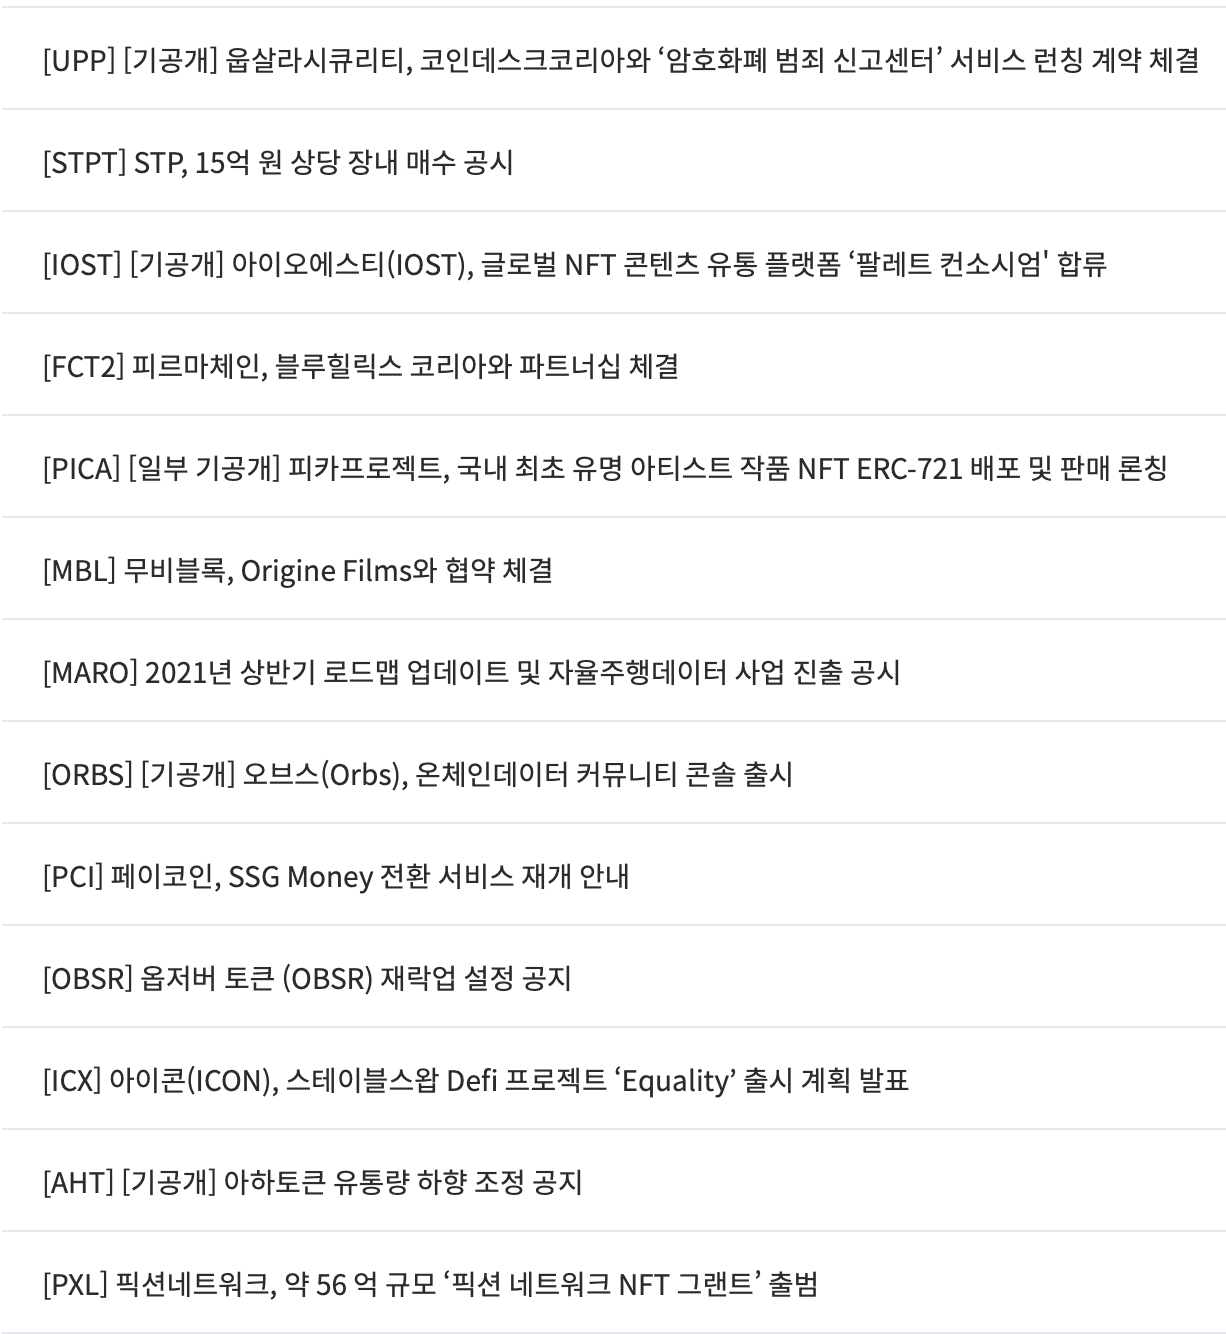 [UPP] [기공개] 웁살라시큐리티, 코인데스크코리아와 ‘암호화폐 범죄 신고센터’ 서비스 런칭 계약 체결
[STPT] STP, 15억 원 상당 장내 매수 공시
[IOST] [기공개] 아이오에스티(IOST), 글로벌 NFT 콘텐츠 유통 플랫폼 ‘팔레트 컨소시엄' 합류
[FCT2] 피르마체인, 블루힐릭스 코리아와 파트너십 체결
[PICA] [일부 기공개] 피카프로젝트, 국내 최초 유명 아티스트 작품 NFT ERC-721 배포 및 판매 론칭
[MBL] 무비블록, Origine Films와 협약 체결
[MARO] 2021년 상반기 로드맵 업데이트 및 자율주행데이터 사업 진출 공시
[ORBS] [기공개] 오브스(Orbs), 온체인데이터 커뮤니티 콘솔 출시
[PCI] 페이코인, SSG Money 전환 서비스 재개 안내
[OBSR] 옵저버 토큰 (OBSR) 재락업 설정 공지
[ICX] 아이콘(ICON), 스테이블스왑 Defi 프로젝트 ‘Equality’ 출시 계획 발표
[AHT] [기공개] 아하토큰 유통량 하향 조정 공지
[PXL] 픽션네트워크, 약 56 억 규모 ‘픽션 네트워크 NFT 그랜트’ 출범